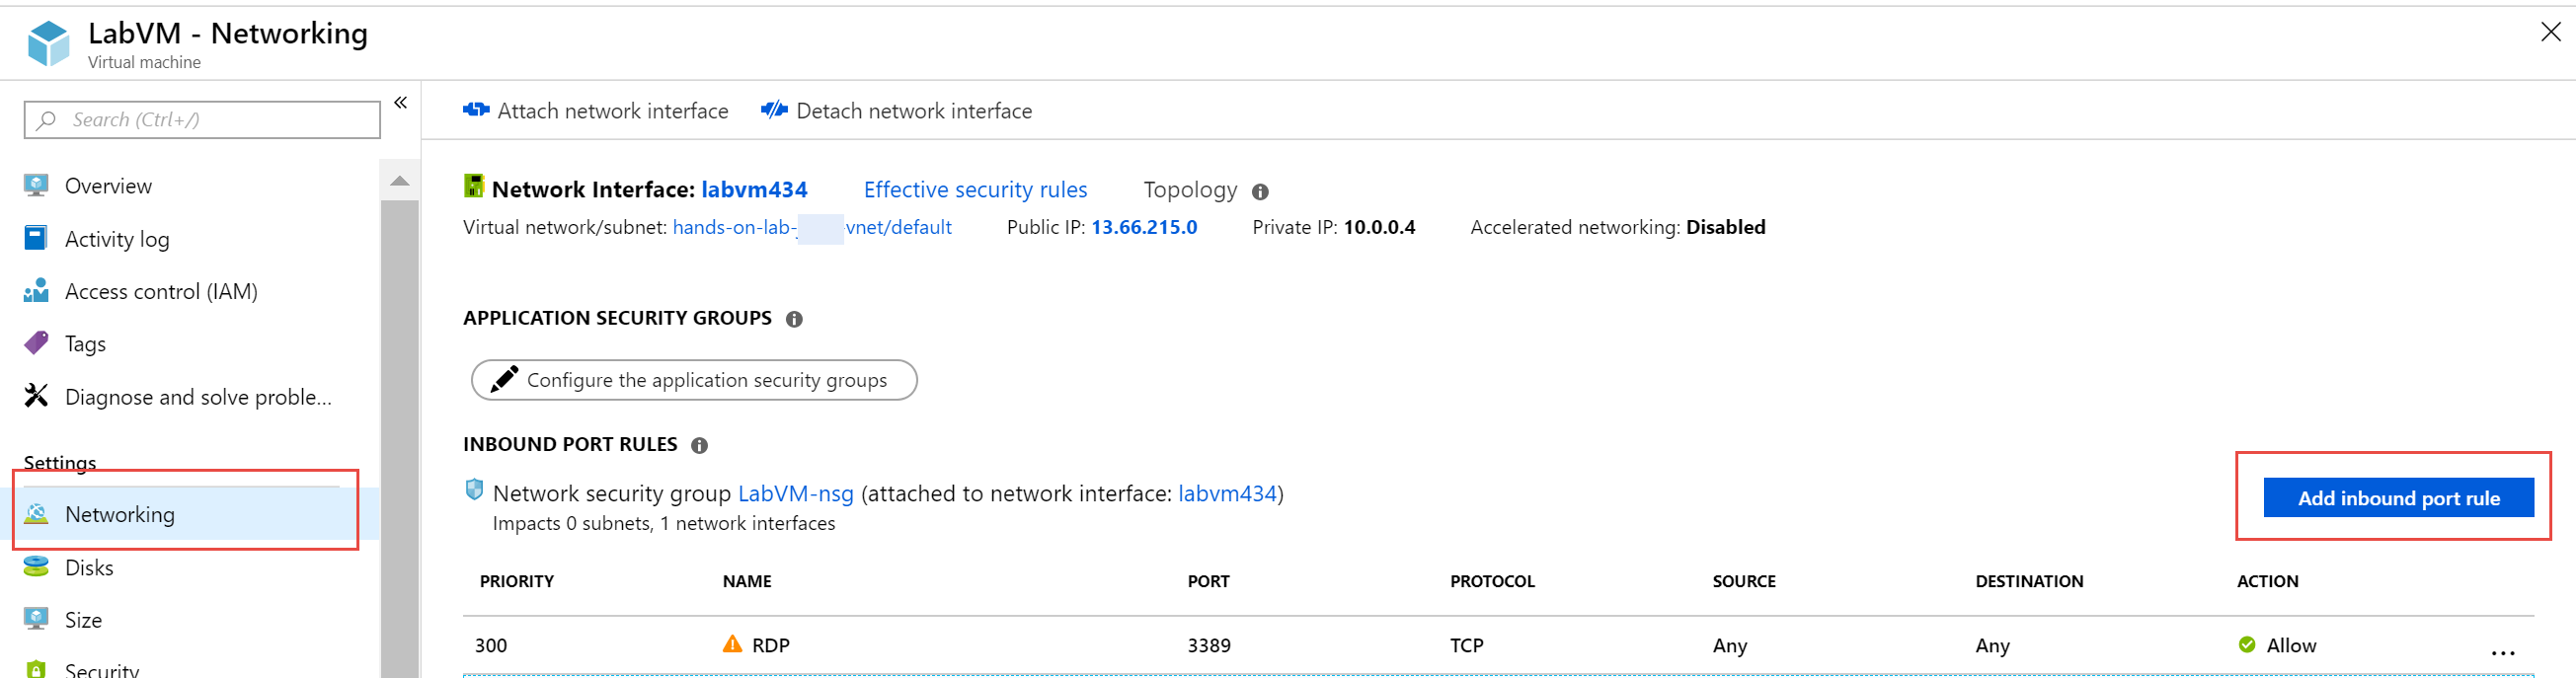 LabVM - Networking
Virtual machine
Search (Ctrl+/)
«
Overview
Activity log
Access control (IAM)
Tags
Diagnose and solve proble...
Settings
Networking
Disks
Size
Security
Attach network interface Detach network interface
Network Interface: labvm434 Effective security rules Topology
Virtual network/subnet: hands-on-lab- vnet/default Public IP: 13.66.215.0 Private IP: 10.0.0.4 Accelerated networking: Disabled
APPLICATION SECURITY GROUPS
Configure the application security groups
INBOUND PORT RULES
Network security group LabVM-nsg (attached to network interface: labvm434)
Impacts 0 subnets, 1 network interfaces
Add inbound port rule
PRIORITY NAME PORT PROTOCOL SOURCE DESTINATION ACTION
300 RDP 3389 TCP Any Any Allow ...